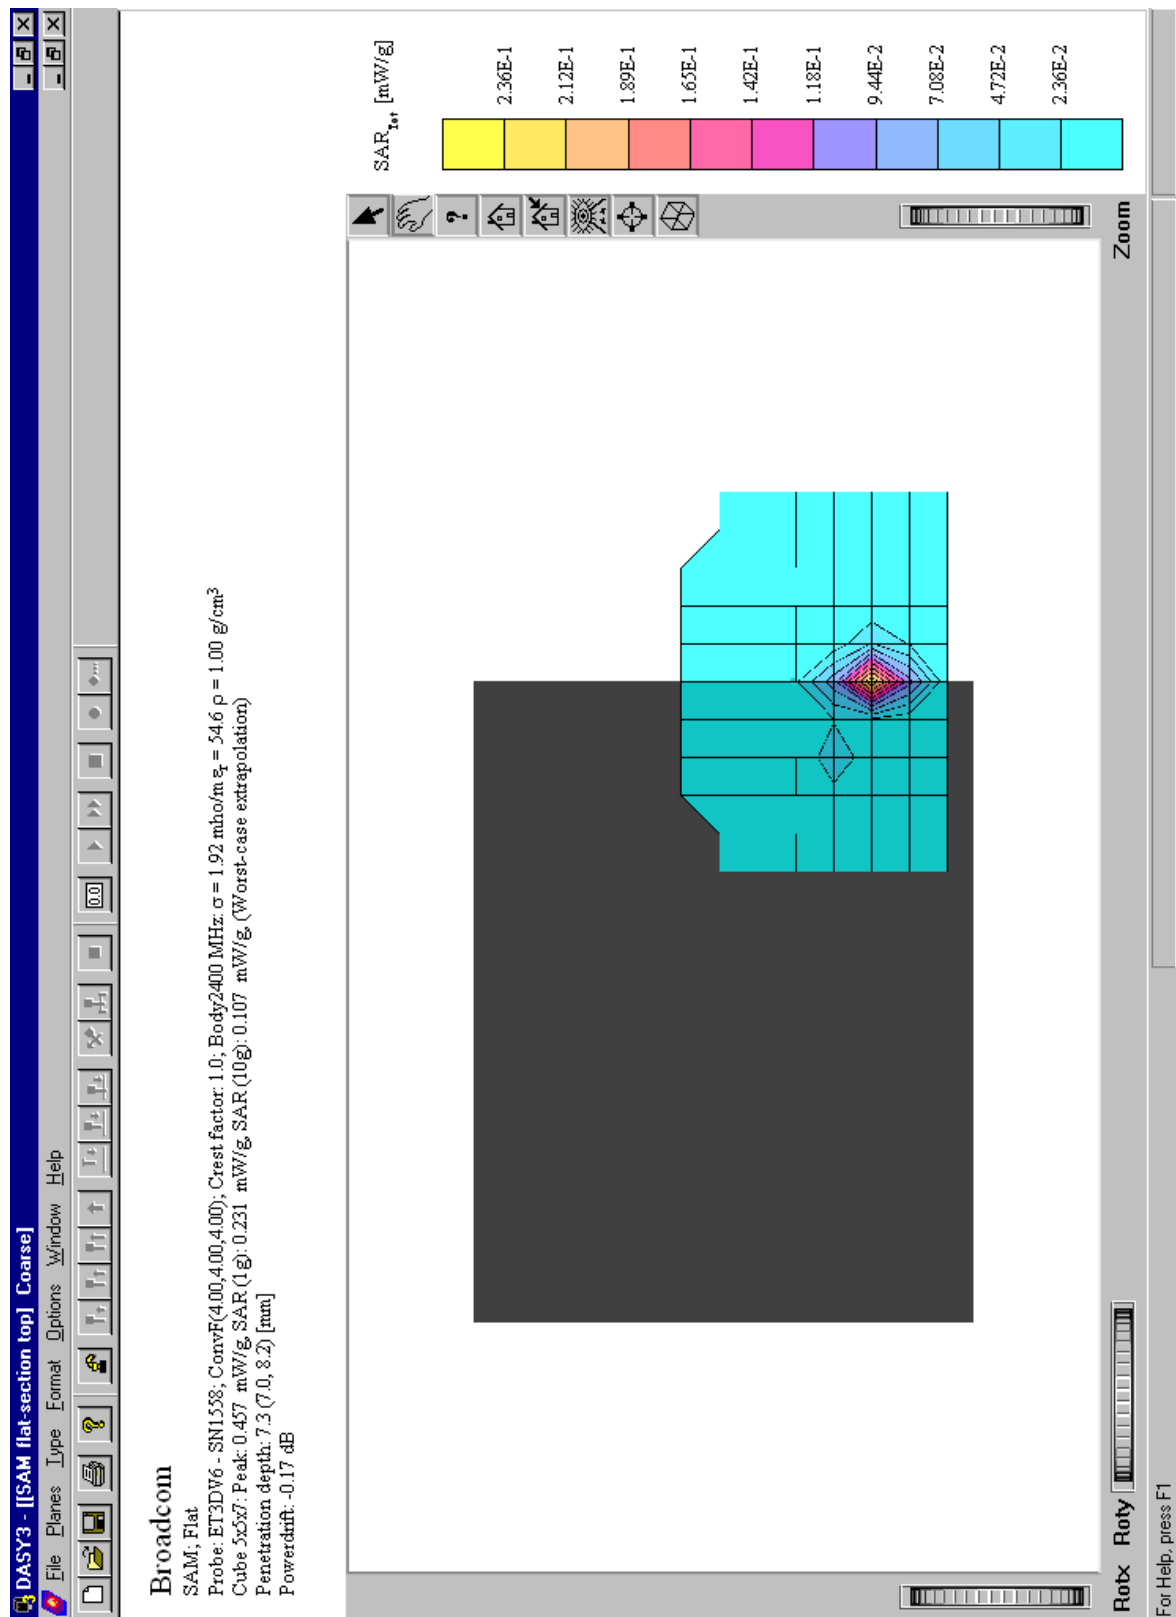 DASY3 - [[SAM flat-section top] Coarse]
File Planes Type Format Options Window Help
0.0
Broadcom
SAM; Flat
Probe: ET3DV6 - SN1558; ConvF(4.00,4.00,4.00); Crest factor: 1.0; Body2400 MHz: σ = 1.92 mho/m εr = 54.6 ρ = 1.00 g/cm³
Cube 5x5x7: Peak: 0.457 mW/g, SAR (1g): 0.231 mW/g, SAR (10g): 0.107 mW/g, (Worst-case extrapolation)
Penetration depth: 7.3 (7.0, 8.2) [mm]
Powerdrift: -0.17 dB
SARTot [mW/g]
2.36E-1
2.12E-1
1.89E-1
1.65E-1
1.42E-1
1.18E-1
9.44E-2
7.08E-2
4.72E-2
2.36E-2
Rotx Roty Zoom
For Help, press F1